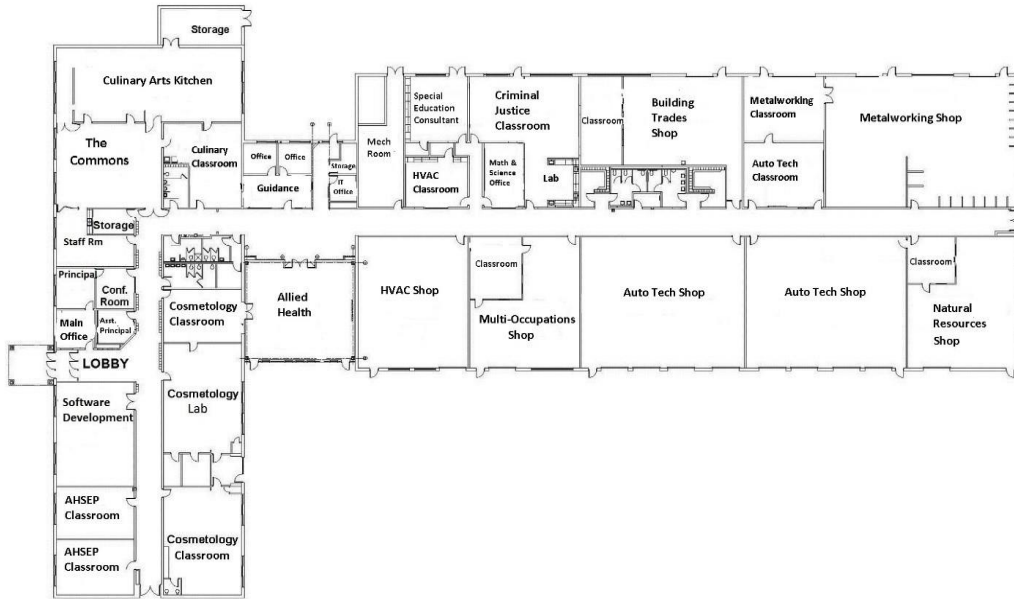 Storage
Culinary Arts Kitchen
The
Commons
Culinary
Classroom
Office
Office
Guidance
Storage
IT
Office
Mech
Room
Special
Education
Consultant
HVAC
Classroom
Criminal
Justice
Classroom
Math &
Science
Office
Lab
Classroom
Building
Trades
Shop
Metalworking
Classroom
Auto Tech
Classroom
Metalworking Shop
Storage
Staff Rm
Principal
Conf.
Room
Main
Office
Asst.
Principal
LOBBY
Cosmetology
Classroom
Allied
Health
HVAC Shop
Classroom
Multi-Occupations
Shop
Auto Tech Shop
Auto Tech Shop
Classroom
Natural
Resources
Shop
Software
Development
Cosmetology
Lab
AHSEP
Classroom
AHSEP
Classroom
Cosmetology
Classroom